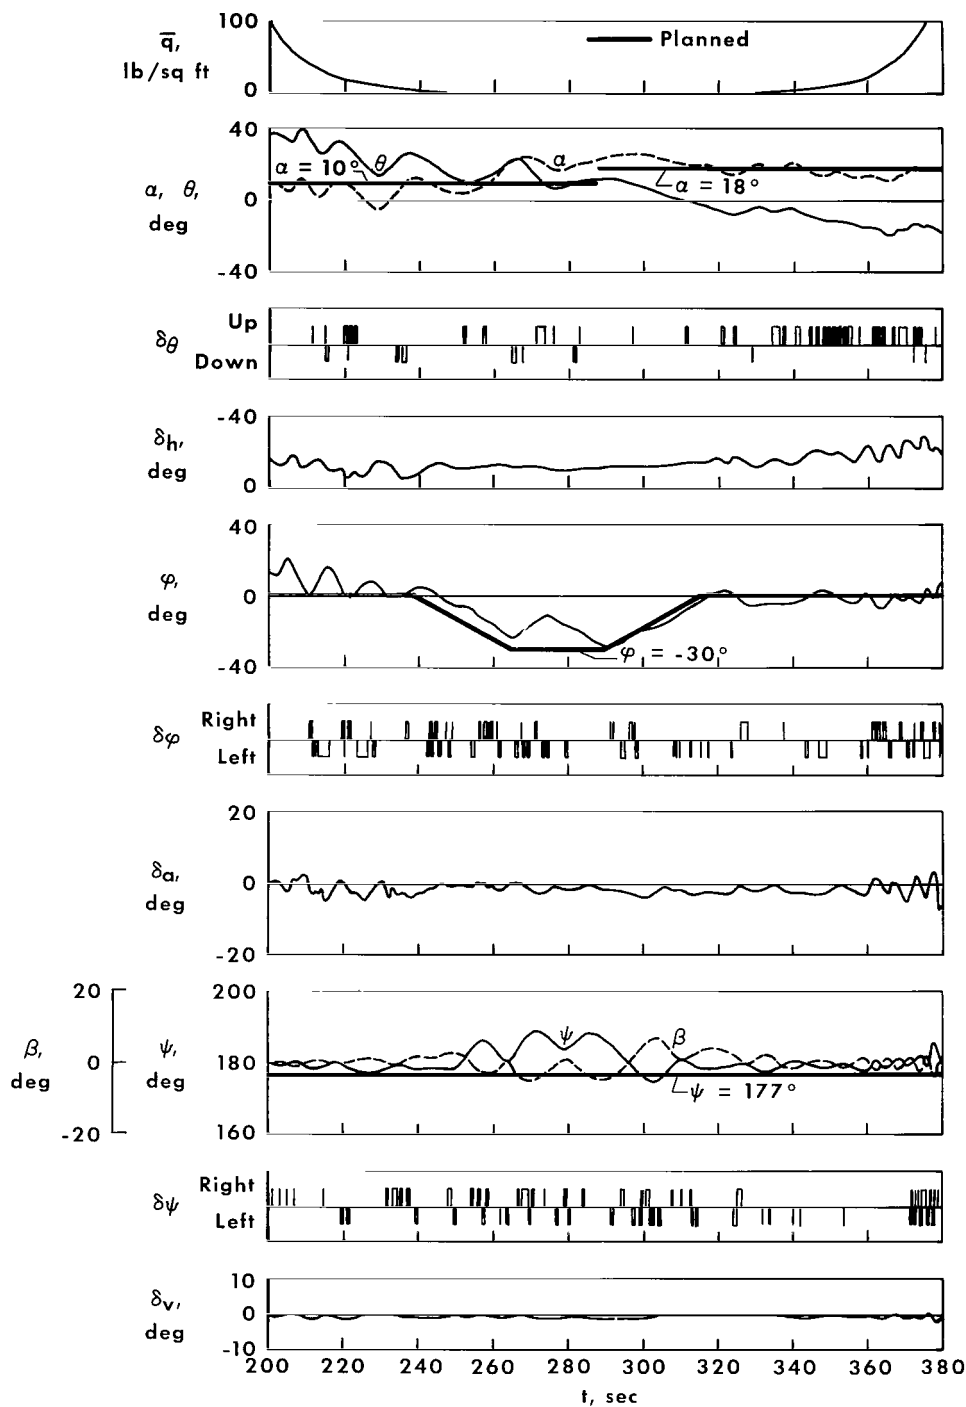 100
q̅,
lb/sq ft
0
Planned
40
α, θ,
deg
0
-40
α = 10°
θ
α
α = 18°
Up
δθ
Down
-40
δh,
deg
0
40
φ,
deg
0
-40
φ = -30°
Right
δφ
Left
20
δa,
deg
0
-20
20
β,
deg
0
-20
200
ψ,
deg
180
160
ψ
β
ψ = 177°
Right
δψ
Left
10
δv,
deg
0
-10
200 220 240 260 280 300 320 340 360 380
t, sec